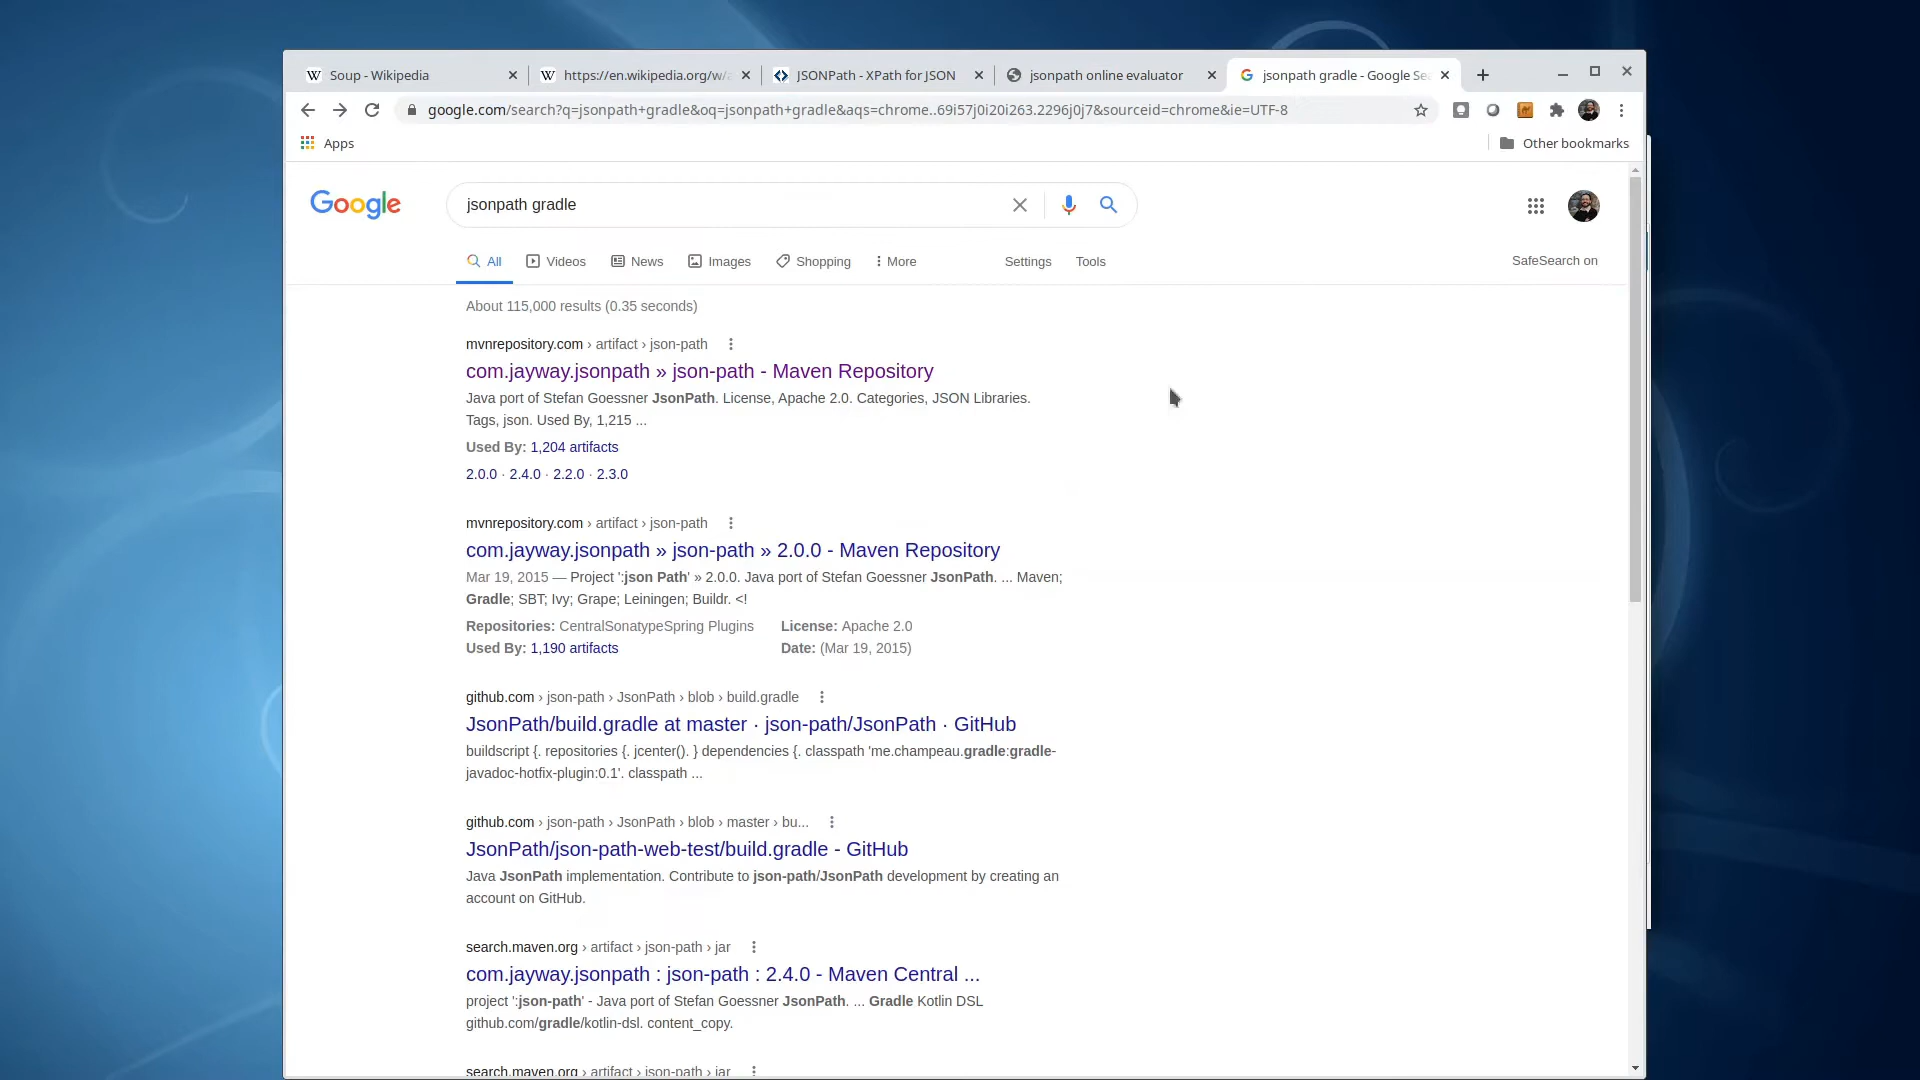 Soup - Wikipedia
https://en.wikipedia.org/w/
JSONPath - XPath for JSON
jsonpath online evaluator
jsonpath gradle - Google Se
google.com/search?q=jsonpath+gradle&oq=jsonpath+gradle&aqs=chrome..69i57j0i20i263.2296j0j7&sourceid=chrome&ie=UTF-8
Apps
Other bookmarks
Google
jsonpath gradle
All
Videos
News
Images
Shopping
More
Settings
Tools
SafeSearch on
About 115,000 results (0.35 seconds)
mvnrepository.com › artifact › json-path
com.jayway.jsonpath » json-path - Maven Repository
Java port of Stefan Goessner JsonPath. License, Apache 2.0. Categories, JSON Libraries.
Tags, json. Used By, 1,215 ...
Used By: 1,204 artifacts
2.0.0 · 2.4.0 · 2.2.0 · 2.3.0
mvnrepository.com › artifact › json-path
com.jayway.jsonpath » json-path » 2.0.0 - Maven Repository
Mar 19, 2015 — Project ':json Path' » 2.0.0. Java port of Stefan Goessner JsonPath. ... Maven;
Gradle; SBT; Ivy; Grape; Leiningen; Buildr. <!
Repositories: CentralSonatypeSpring Plugins
License: Apache 2.0
Used By: 1,190 artifacts
Date: (Mar 19, 2015)
github.com › json-path › JsonPath › blob › build.gradle
JsonPath/build.gradle at master · json-path/JsonPath · GitHub
buildscript {. repositories {. jcenter(). } dependencies {. classpath 'me.champeau.gradle:gradle-
javadoc-hotfix-plugin:0.1'. classpath ...
github.com › json-path › JsonPath › blob › master › bu...
JsonPath/json-path-web-test/build.gradle - GitHub
Java JsonPath implementation. Contribute to json-path/JsonPath development by creating an
account on GitHub.
search.maven.org › artifact › json-path › jar
com.jayway.jsonpath : json-path : 2.4.0 - Maven Central ...
project ':json-path' - Java port of Stefan Goessner JsonPath. ... Gradle Kotlin DSL
github.com/gradle/kotlin-dsl. content_copy.
search.maven.org › artifact › json-path › jar